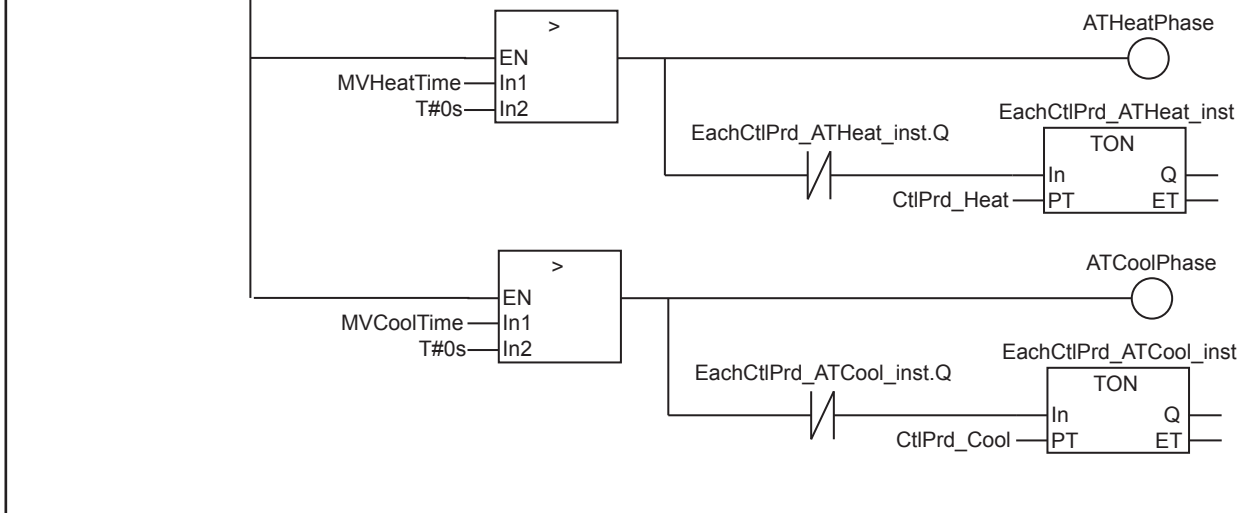 ATHeatPhase
>
EN
MVHeatTime In1
T#0s In2
EachCtlPrd_ATHeat_inst
EachCtlPrd_ATHeat_inst.Q
TON
In Q
CtlPrd_Heat PT ET
ATCoolPhase
>
EN
MVCoolTime In1
T#0s In2
EachCtlPrd_ATCool_inst
EachCtlPrd_ATCool_inst.Q
TON
In Q
CtlPrd_Cool PT ET